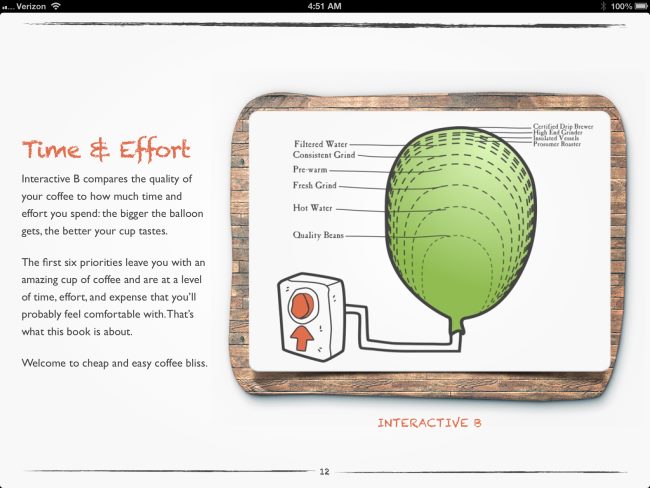 ... Verizon
4:51 AM
100%
Time & Effort
Interactive B compares the quality of
your coffee to how much time and
effort you spend: the bigger the balloon
gets, the better your cup tastes.
The first six priorities leave you with an
amazing cup of coffee and are at a level
of time, effort, and expense that you'll
probably feel comfortable with. That's
what this book is about.
Welcome to cheap and easy coffee bliss.
Filtered Water
Consistent Grind
Pre-warm
Fresh Grind
Hot Water
Quality Beans
Certified Drip Brewer
High End Grinder
Insulated Vessels
Prosumer Roaster
INTERACTIVE B
12